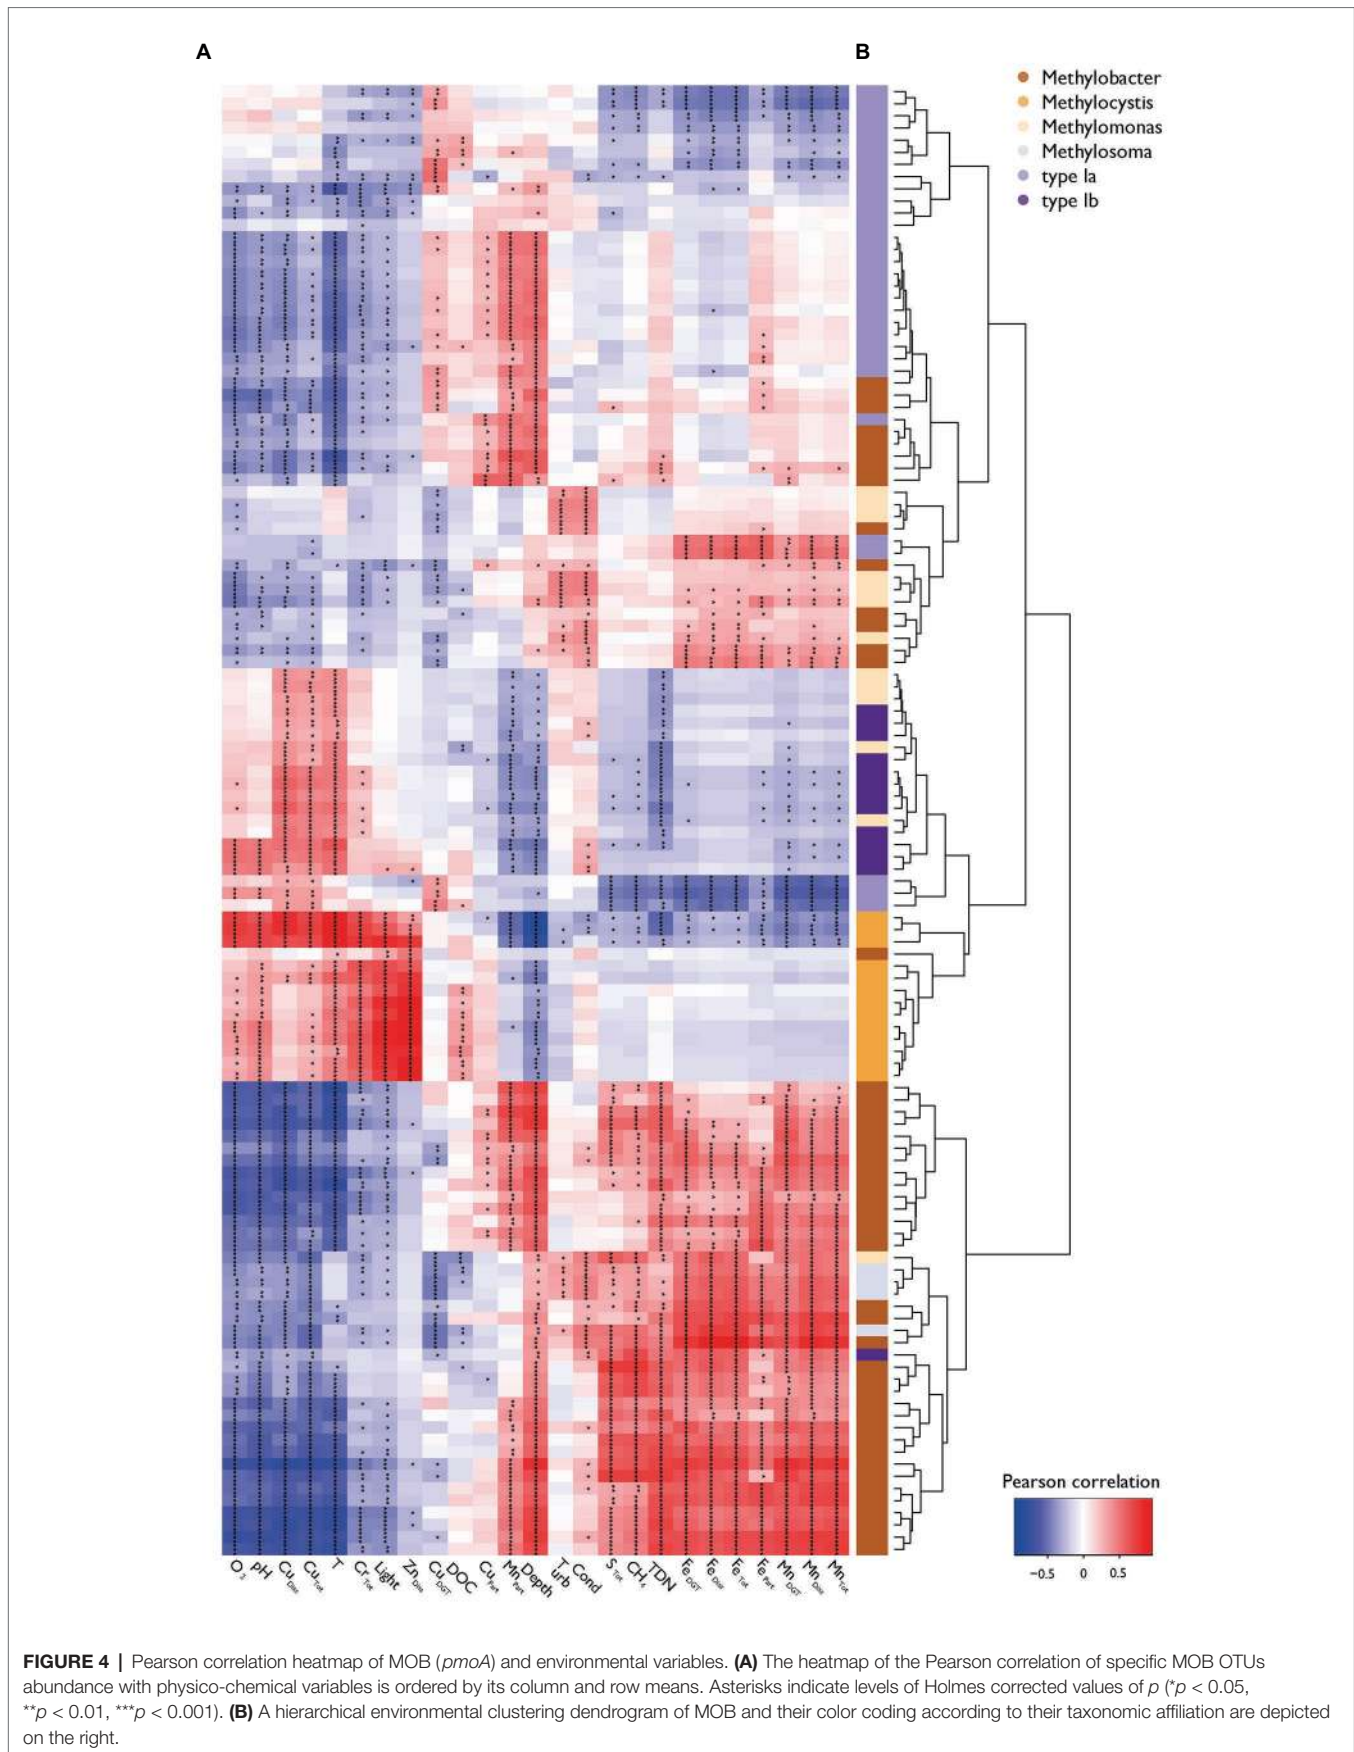 A
B
Methylobacter
Methylocystis
Methylomonas
Methylosoma
type Ia
type Ib
Pearson correlation
−0.5 0 0.5
O2 pH CuDiss CuTot T CrTot Light ZnDiss CuDGT DOC CuPart MnPart Depth Turb Cond STot CH4 TDN FeDGT FeDiss FeTot FePart MnDGT MnDiss MnTot
FIGURE 4 | Pearson correlation heatmap of MOB (pmoA) and environmental variables. (A) The heatmap of the Pearson correlation of specific MOB OTUs
abundance with physico-chemical variables is ordered by its column and row means. Asterisks indicate levels of Holmes corrected values of p (*p < 0.05,
**p < 0.01, ***p < 0.001). (B) A hierarchical environmental clustering dendrogram of MOB and their color coding according to their taxonomic affiliation are depicted
on the right.